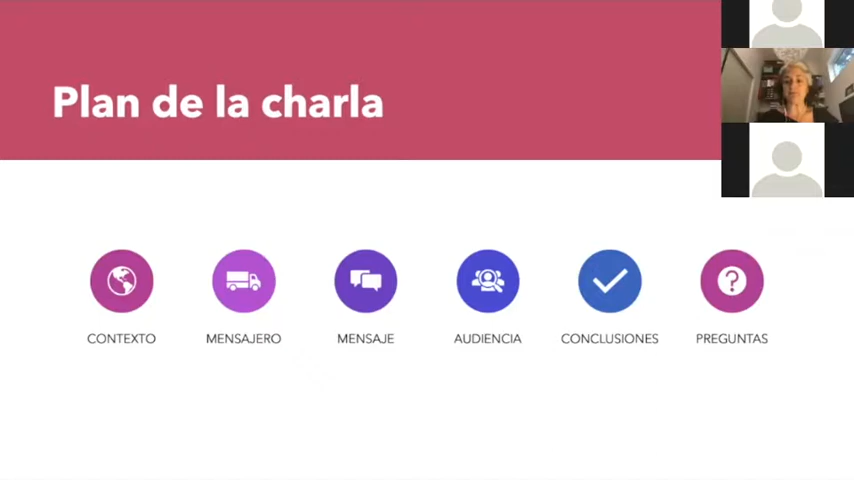 Plan de la charla
CONTEXTO
MENSAJERO
MENSAJE
AUDIENCIA
CONCLUSIONES
PREGUNTAS